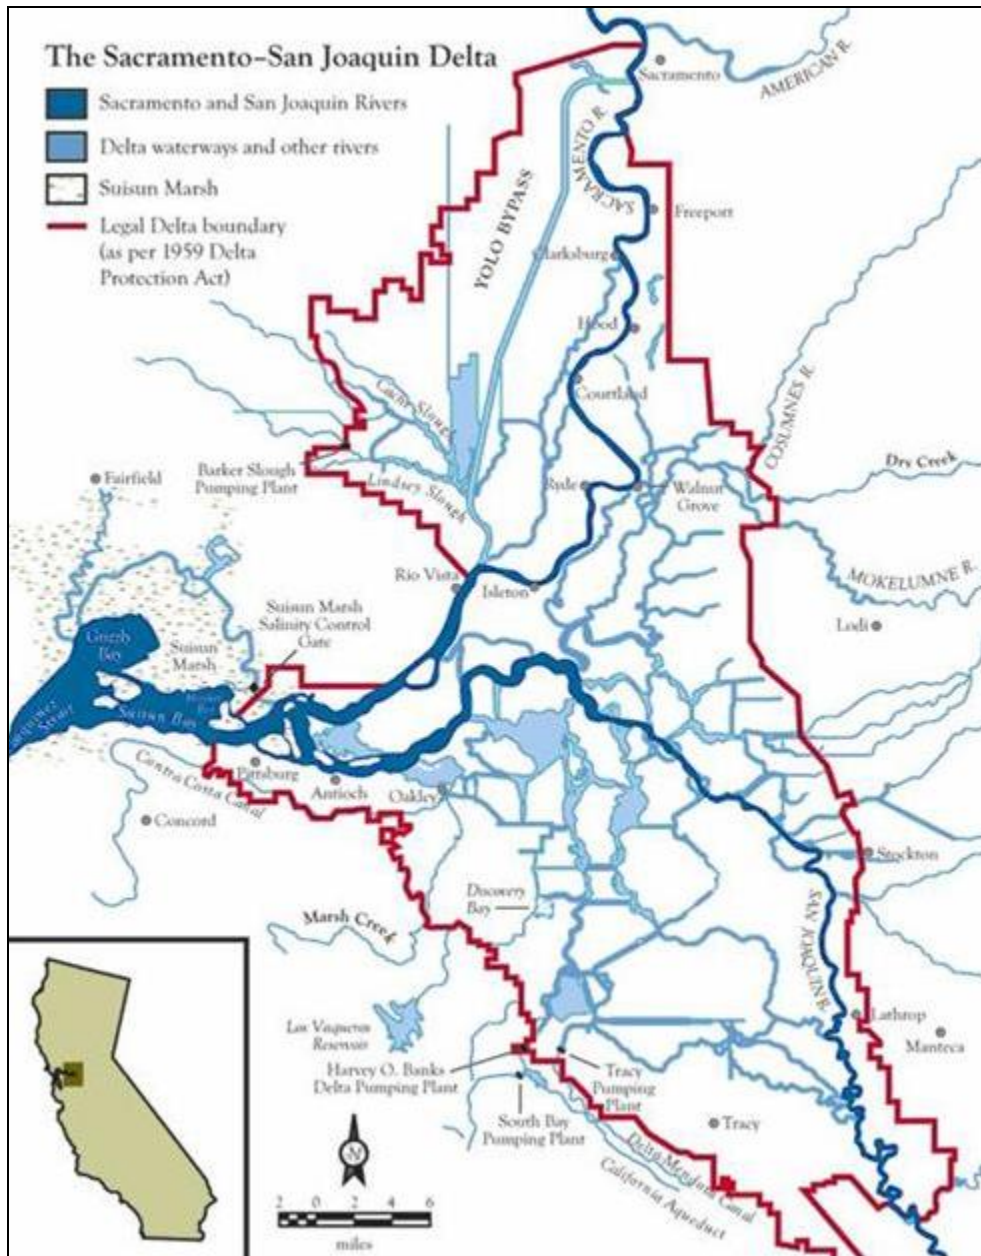 The Sacramento–San Joaquin Delta
Sacramento and San Joaquin Rivers
Delta waterways and other rivers
Suisun Marsh
Legal Delta boundary
(as per 1959 Delta
Protection Act)
Sacramento
AMERICAN R.
SACRAMENTO R.
YOLO BYPASS
Freeport
Clarksburg
Hood
Courtland
COSUMNES R.
Cache Slough
Dry Creek
Barker Slough
Pumping Plant
Lindsey Slough
Fairfield
Ryde
Walnut
Grove
Rio Vista
Isleton
MOKELUMNE R.
Lodi
Suisun Marsh
Salinity Control
Gate
Grizzly
Bay
Suisun
Marsh
Suisun Bay
Pittsburg
Antioch
Oakley
Contra Costa Canal
Concord
Stockton
Discovery
Bay
Marsh Creek
SAN JOAQUIN R.
Los Vaqueros
Reservoir
Lathrop
Manteca
Harvey O. Banks
Delta Pumping Plant
Tracy
Pumping
Plant
South Bay
Pumping Plant
Tracy
Delta Mendota Canal
California Aqueduct
N
2 0 2 4 6
miles